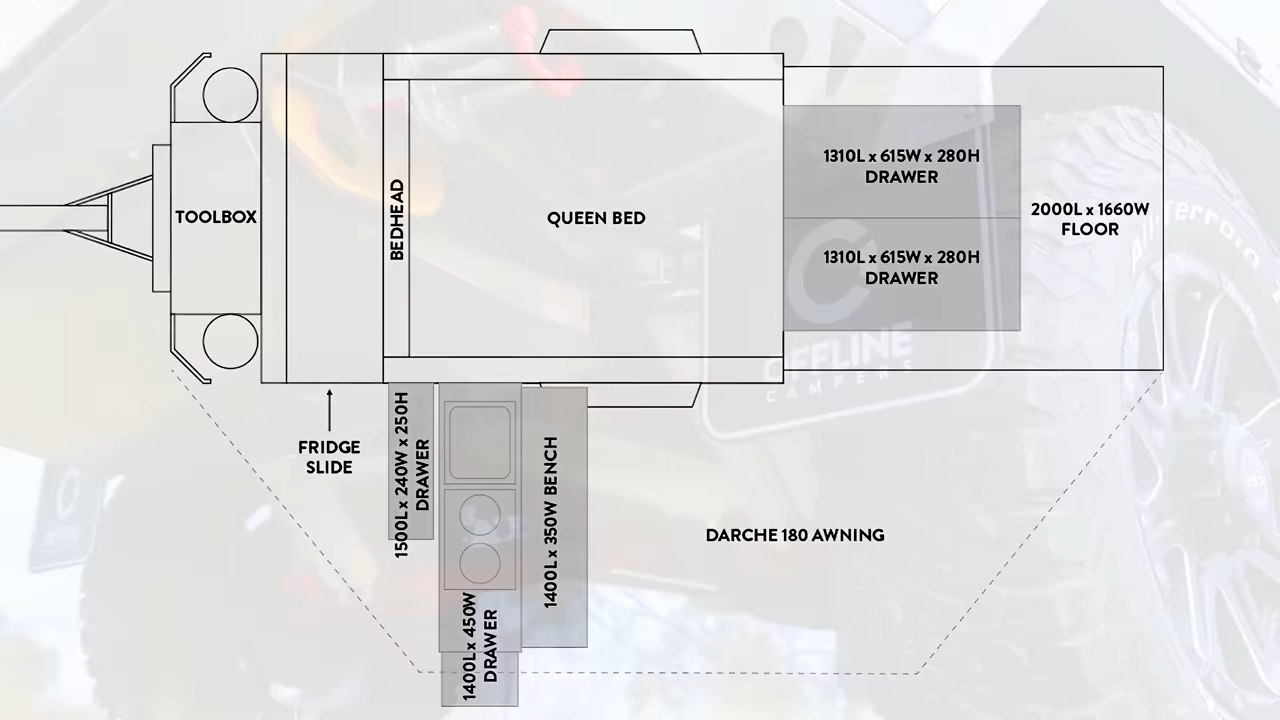 TOOLBOX
BEDHEAD
QUEEN BED
1310L x 615W x 280H
DRAWER
1310L x 615W x 280H
DRAWER
2000L x 1660W
FLOOR
OFFLINE
CAMPERS
FRIDGE
SLIDE
1500L x 240W x 250H
DRAWER
1400L x 450W
DRAWER
1400L x 350W BENCH
DARCHE 180 AWNING